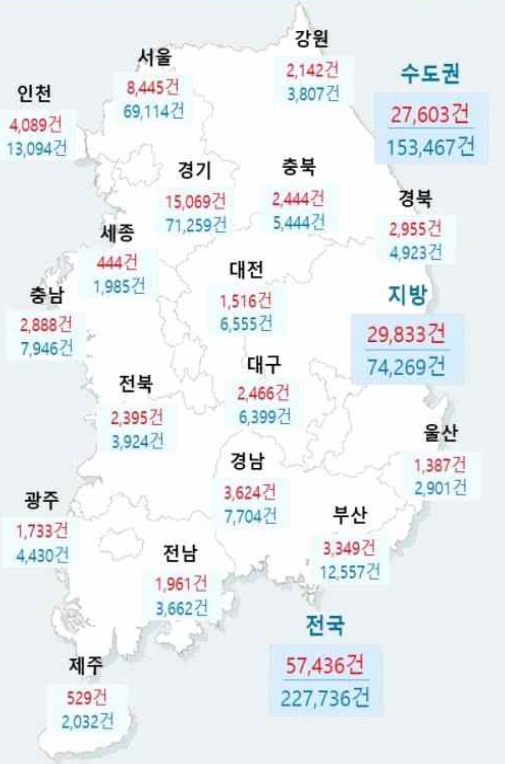 강원
2,142건
3,807건
서울
8,445건
69,114건
수도권
27,603건
153,467건
인천
4,089건
13,094건
경기
15,069건
71,259건
충북
2,444건
5,444건
경북
2,955건
4,923건
세종
444건
1,985건
대전
1,516건
6,555건
충남
2,888건
7,946건
지방
29,833건
74,269건
대구
2,466건
6,399건
전북
2,395건
3,924건
울산
1,387건
2,901건
경남
3,624건
7,704건
광주
1,733건
4,430건
부산
3,349건
12,557건
전남
1,961건
3,662건
전국
57,436건
227,736건
제주
529건
2,032건